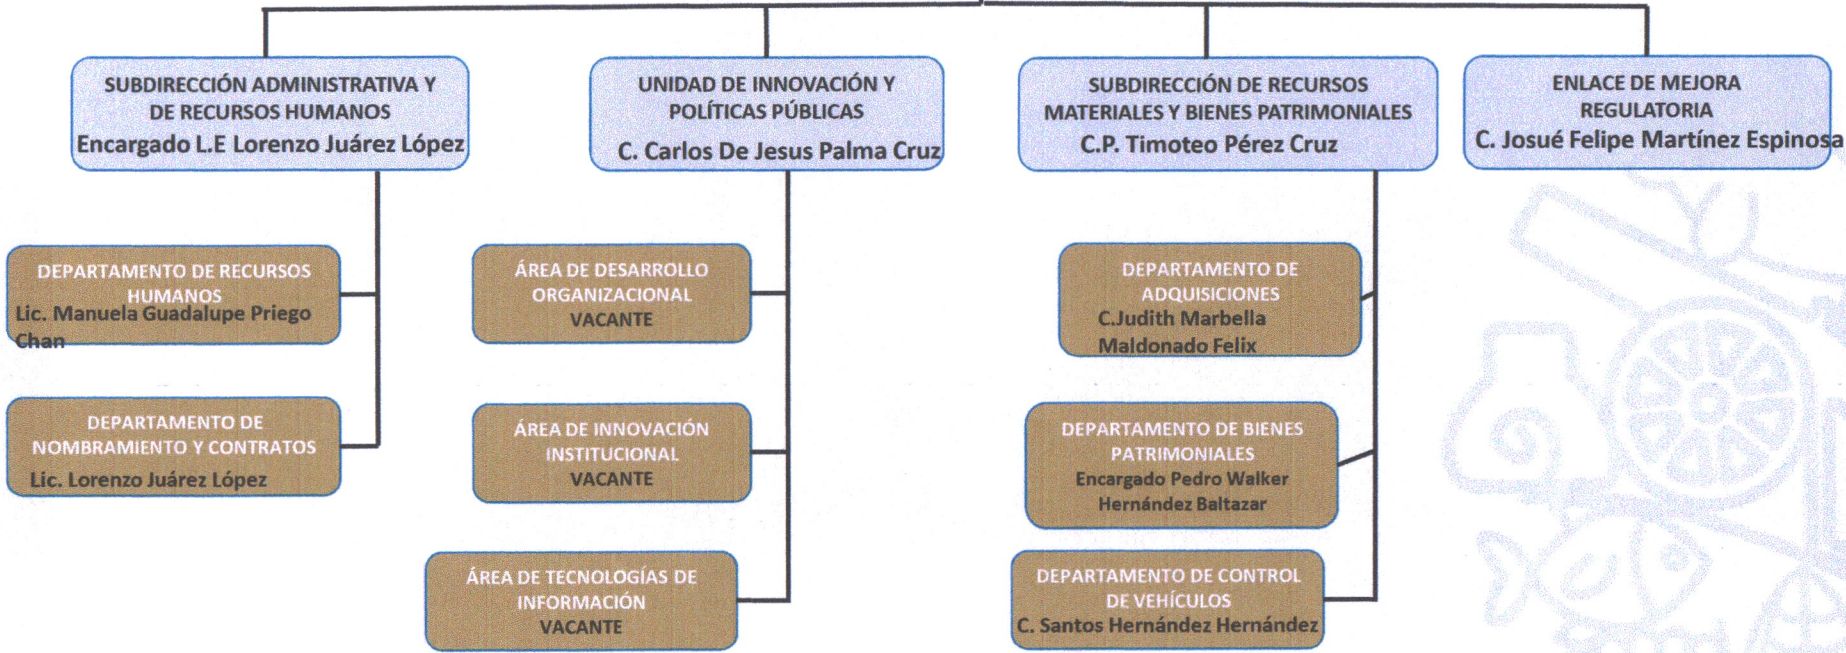 SUBDIRECCIÓN ADMINISTRATIVA Y
DE RECURSOS HUMANOS
Encargado L.E Lorenzo Juárez López
UNIDAD DE INNOVACIÓN Y
POLÍTICAS PÚBLICAS
C. Carlos De Jesus Palma Cruz
SUBDIRECCIÓN DE RECURSOS
MATERIALES Y BIENES PATRIMONIALES
C.P. Timoteo Pérez Cruz
ENLACE DE MEJORA
REGULATORIA
C. Josué Felipe Martínez Espinosa
DEPARTAMENTO DE RECURSOS
HUMANOS
Lic. Manuela Guadalupe Priego
Chan
DEPARTAMENTO DE
NOMBRAMIENTO Y CONTRATOS
Lic. Lorenzo Juárez López
ÁREA DE DESARROLLO
ORGANIZACIONAL
VACANTE
ÁREA DE INNOVACIÓN
INSTITUCIONAL
VACANTE
ÁREA DE TECNOLOGÍAS DE
INFORMACIÓN
VACANTE
DEPARTAMENTO DE
ADQUISICIONES
C.Judith Marbella
Maldonado Felix
DEPARTAMENTO DE BIENES
PATRIMONIALES
Encargado Pedro Walker
Hernández Baltazar
DEPARTAMENTO DE CONTROL
DE VEHÍCULOS
C. Santos Hernández Hernández